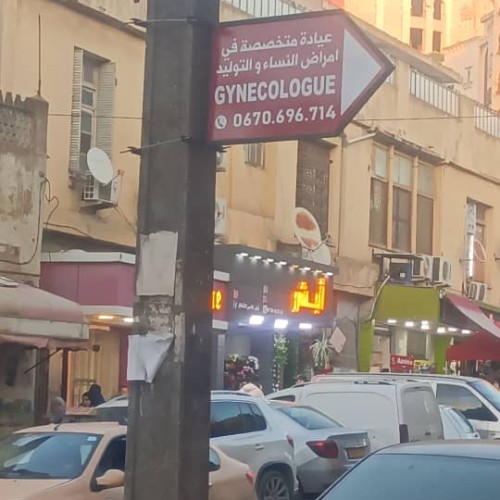 عيادة متخصصة في
امراض النساء و التوليد
GYNECOLOGUE
0670.696.714